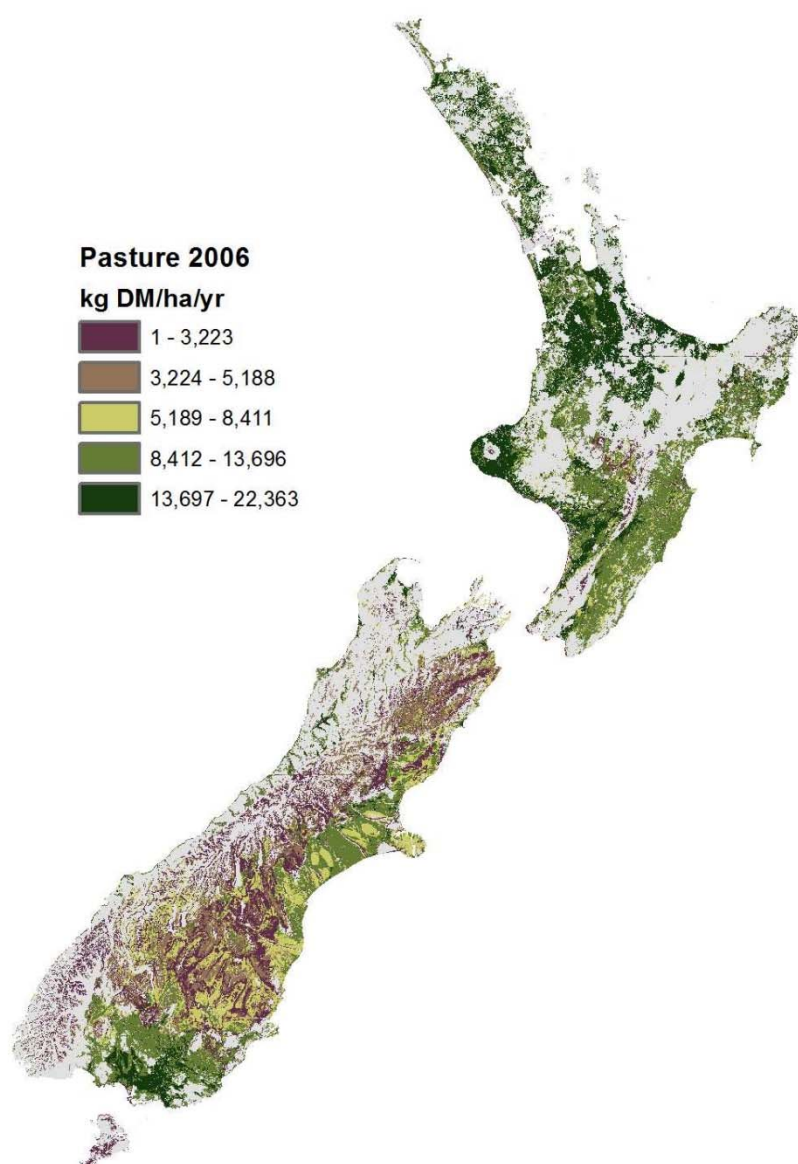 Pasture 2006
kg DM/ha/yr
1 - 3,223
3,224 - 5,188
5,189 - 8,411
8,412 - 13,696
13,697 - 22,363